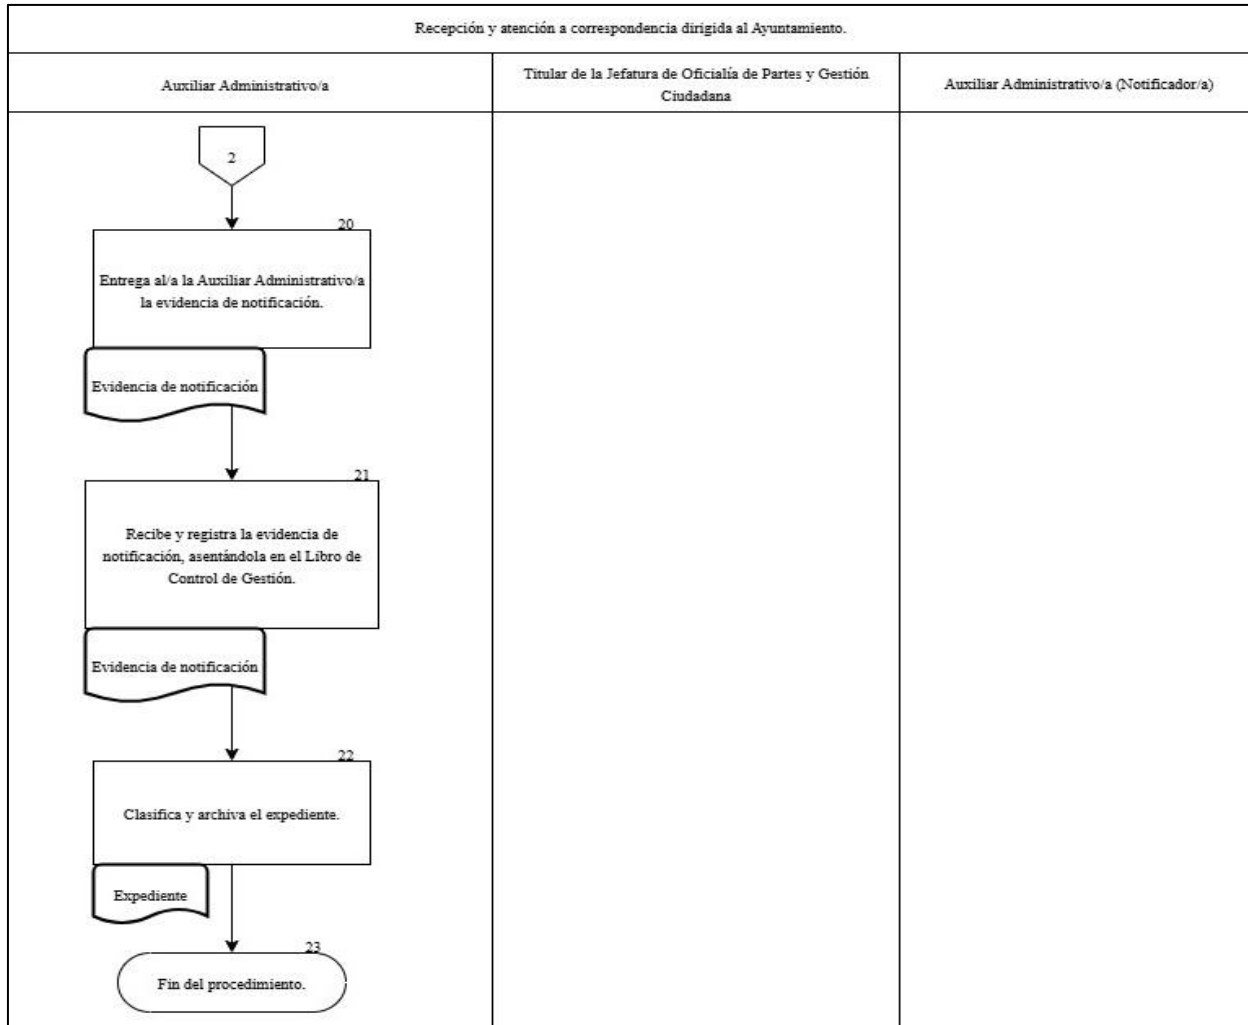 Recepción y atención a correspondencia dirigida al Ayuntamiento.
Auxiliar Administrativo/a
Titular de la Jefatura de Oficialía de Partes y Gestión
Ciudadana
Auxiliar Administrativo/a (Notificador/a)
2
20
Entrega al/a la Auxiliar Administrativo/a
la evidencia de notificación.
Evidencia de notificación
21
Recibe y registra la evidencia de
notificación, asentándola en el Libro de
Control de Gestión.
Evidencia de notificación
22
Clasifica y archiva el expediente.
Expediente
23
Fin del procedimiento.